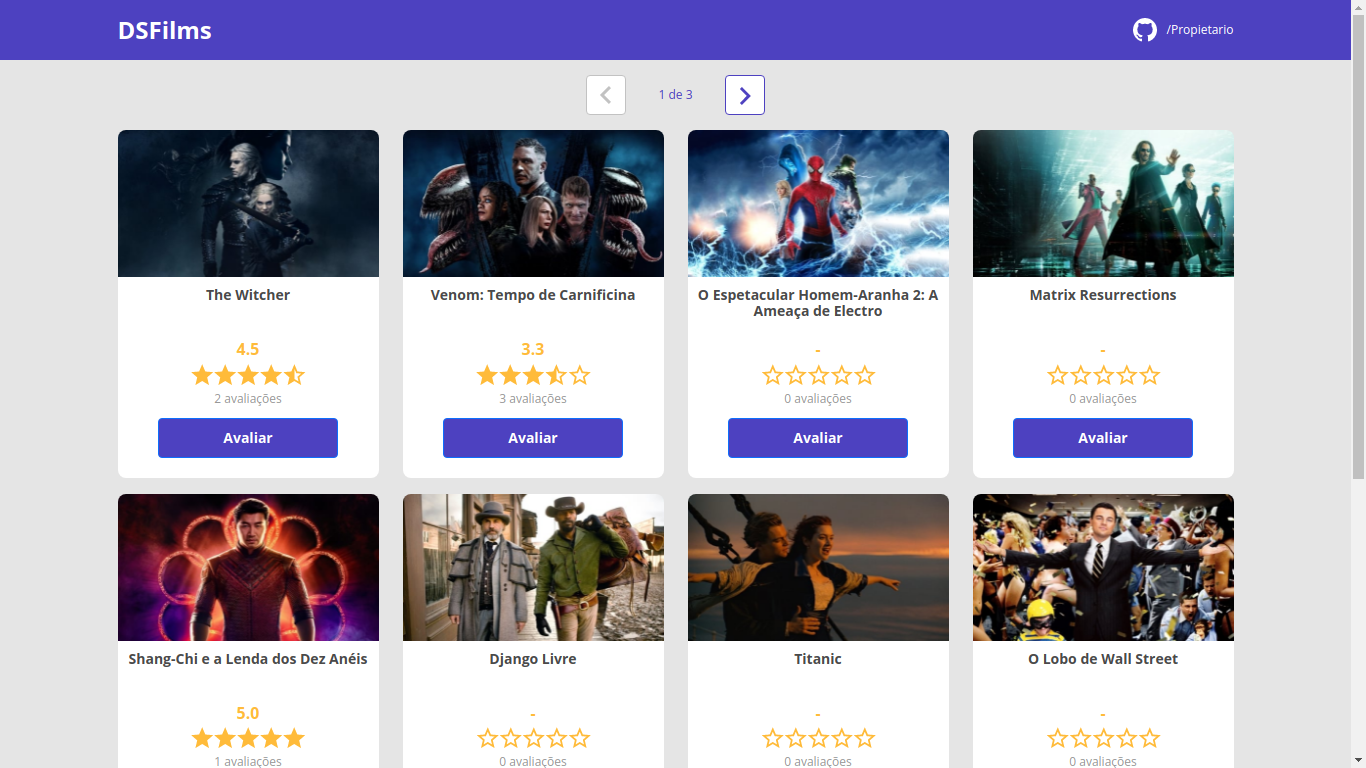 DSFilms
/Propietario
1 de 3
The Witcher
4.5
2 avaliações
Avaliar
Venom: Tempo de Carnificina
3.3
3 avaliações
Avaliar
O Espetacular Homem-Aranha 2: A
Ameaça de Electro
-
0 avaliações
Avaliar
Matrix Resurrections
-
0 avaliações
Avaliar
Shang-Chi e a Lenda dos Dez Anéis
5.0
1 avaliações
Django Livre
-
0 avaliações
Titanic
-
0 avaliações
O Lobo de Wall Street
-
0 avaliações